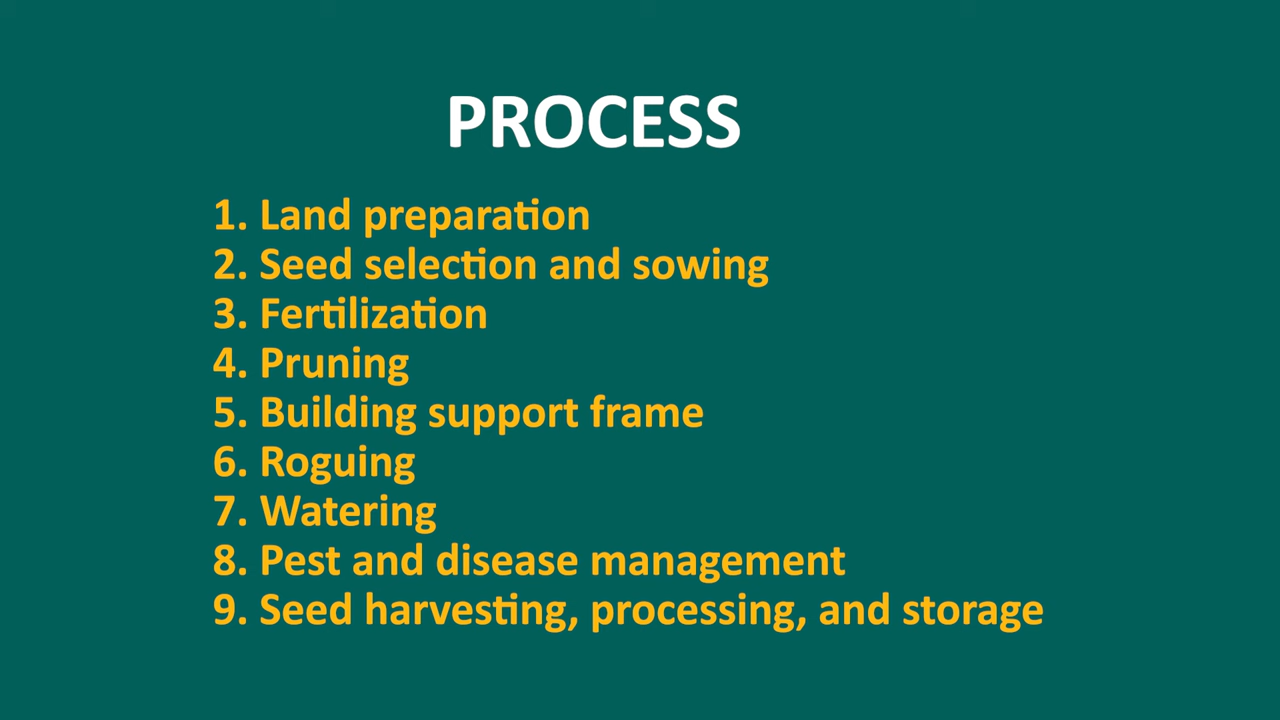 PROCESS
1. Land preparation
2. Seed selection and sowing
3. Fertilization
4. Pruning
5. Building support frame
6. Roguing
7. Watering
8. Pest and disease management
9. Seed harvesting, processing, and storage